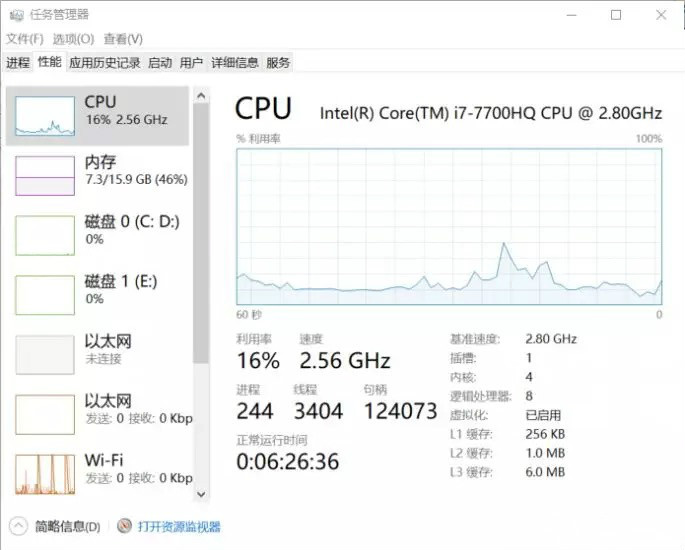 任务管理器
文件(F) 选项(O) 查看(V)
进程 性能 应用历史记录 启动 用户 详细信息 服务
CPU
16% 2.56 GHz
内存
7.3/15.9 GB (46%)
磁盘 0 (C: D:)
0%
磁盘 1 (E:)
0%
以太网
未连接
以太网
发送: 0 接收: 0 Kbp
Wi-Fi
发送: 0 接收: 0 Kbp
CPU
Intel(R) Core(TM) i7-7700HQ CPU @ 2.80GHz
% 利用率 100%
60 秒 0
利用率 速度
16% 2.56 GHz
进程 线程 句柄
244 3404 124073
正常运行时间
0:06:26:36
基准速度: 2.80 GHz
插槽: 1
内核: 4
逻辑处理器: 8
虚拟化: 已启用
L1 缓存: 256 KB
L2 缓存: 1.0 MB
L3 缓存: 6.0 MB
简略信息(D) 打开资源监视器